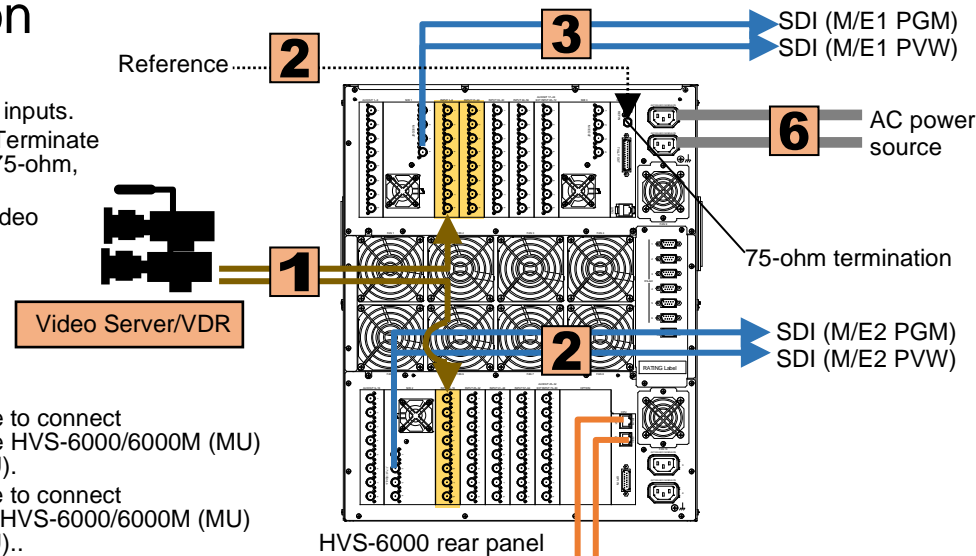 on
Reference
2
3
SDI (M/E1 PGM)
SDI (M/E1 PVW)
inputs.
Terminate
75-ohm,
6
AC power
source
deo
1
75-ohm termination
Video Server/VDR
2
SDI (M/E2 PGM)
SDI (M/E2 PVW)
RATING Label
e to connect
e HVS-6000/6000M (MU)
).
e to connect
HVS-6000/6000M (MU)
)..
HVS-6000 rear panel